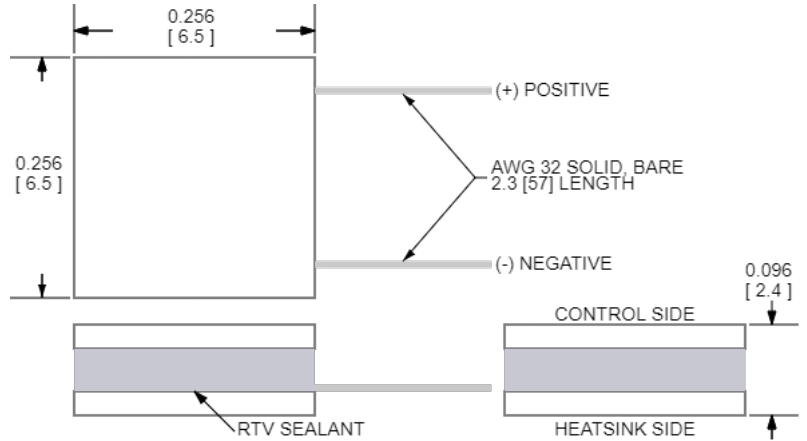 0.256
[ 6.5 ]
(+) POSITIVE
0.256
[ 6.5 ]
AWG 32 SOLID, BARE
2.3 [57] LENGTH
(-) NEGATIVE
0.096
[ 2.4 ]
CONTROL SIDE
RTV SEALANT
HEATSINK SIDE